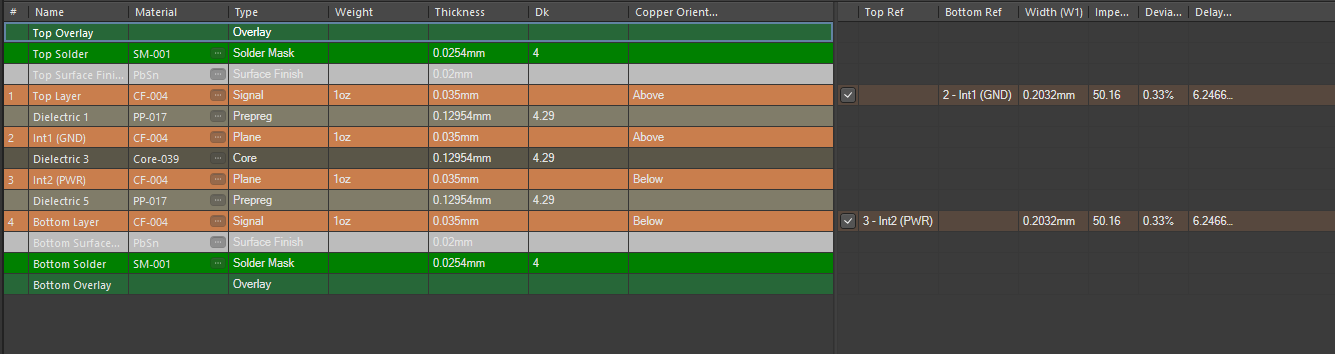 # Name Material Type Weight Thickness Dk Copper Orient... Top Ref Bottom Ref Width (W1) Impe... Devia... Delay...
Top Overlay Overlay
Top Solder SM-001 ... Solder Mask 0.0254mm 4
Top Surface Fini... PbSn ... Surface Finish 0.02mm
1 Top Layer CF-004 ... Signal 1oz 0.035mm Above 2 - Int1 (GND) 0.2032mm 50.16 0.33% 6.2466...
Dielectric 1 PP-017 ... Prepreg 0.12954mm 4.29
2 Int1 (GND) CF-004 ... Plane 1oz 0.035mm Above
Dielectric 3 Core-039 ... Core 0.12954mm 4.29
3 Int2 (PWR) CF-004 ... Plane 1oz 0.035mm Below
Dielectric 5 PP-017 ... Prepreg 0.12954mm 4.29
4 Bottom Layer CF-004 ... Signal 1oz 0.035mm Below 3 - Int2 (PWR) 0.2032mm 50.16 0.33% 6.2466...
Bottom Surface... PbSn ... Surface Finish 0.02mm
Bottom Solder SM-001 ... Solder Mask 0.0254mm 4
Bottom Overlay Overlay